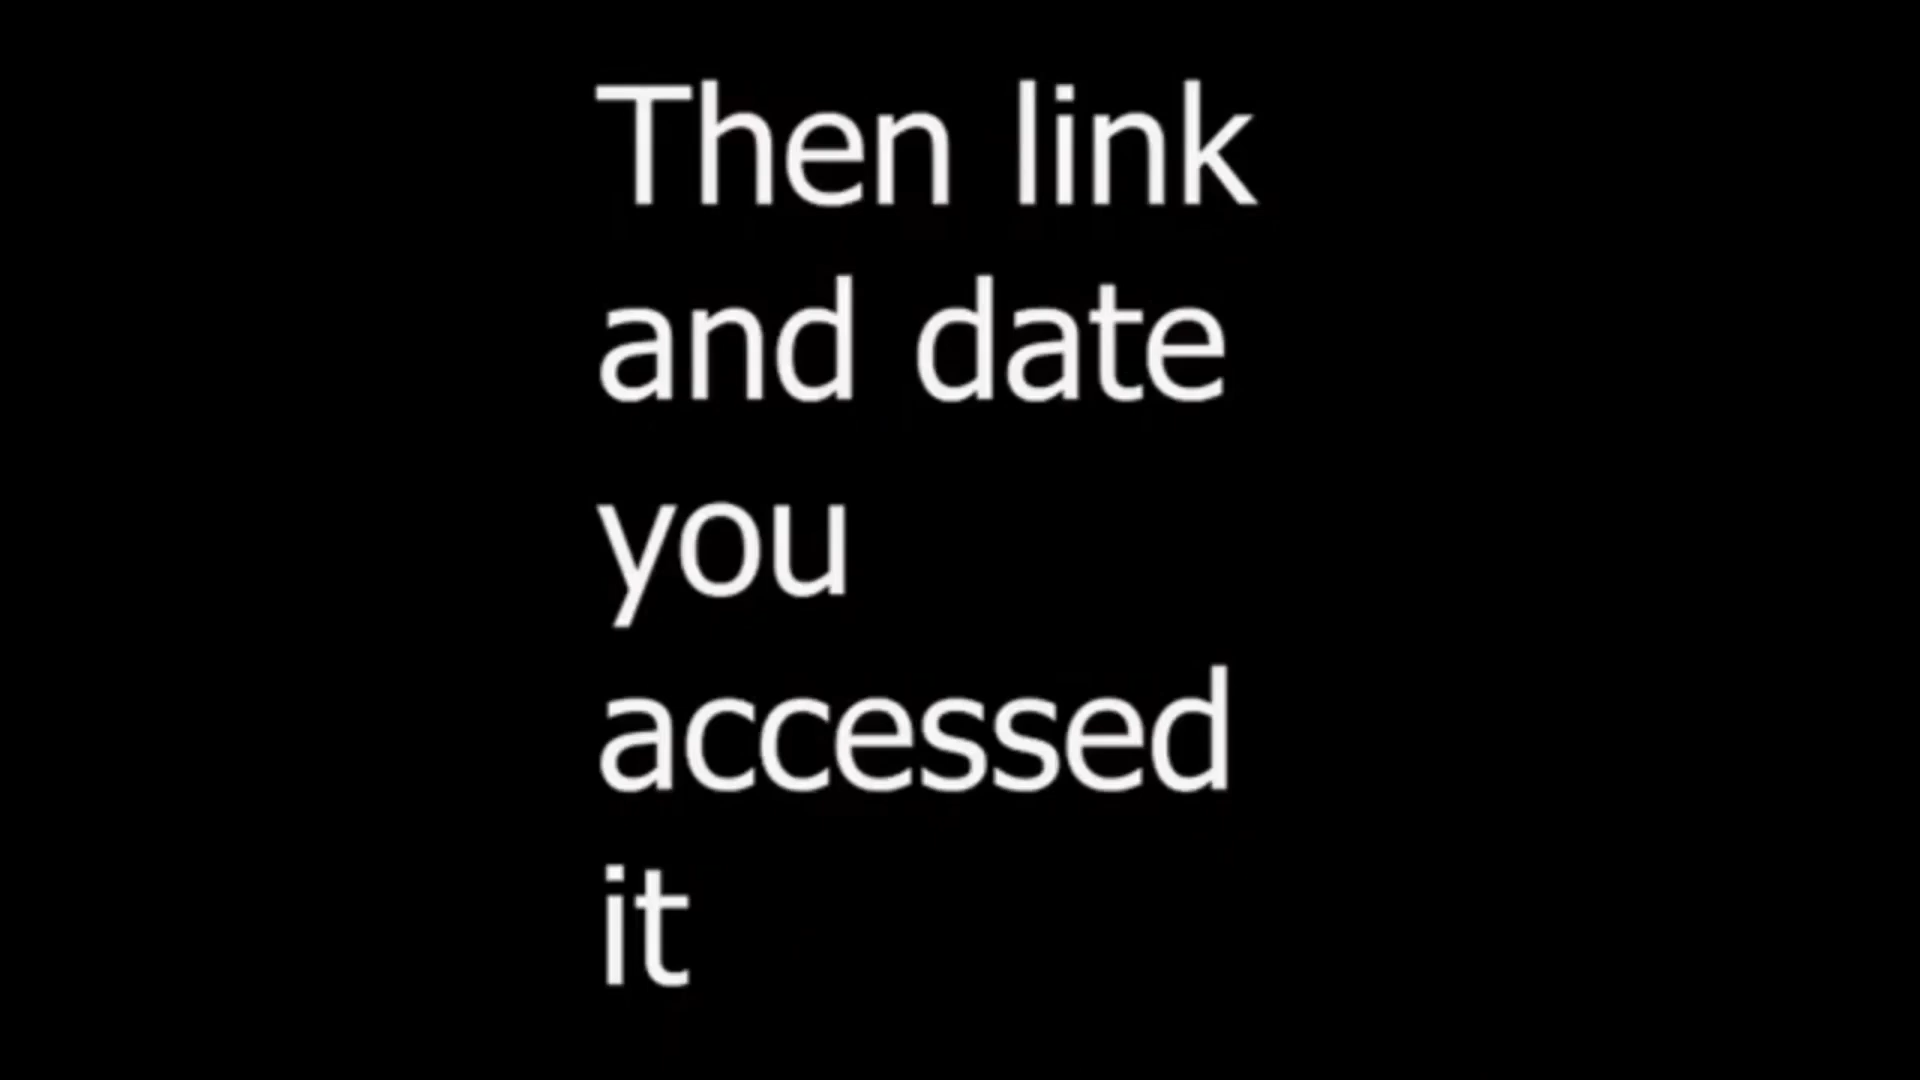 Then link
and date
you
accessed
it